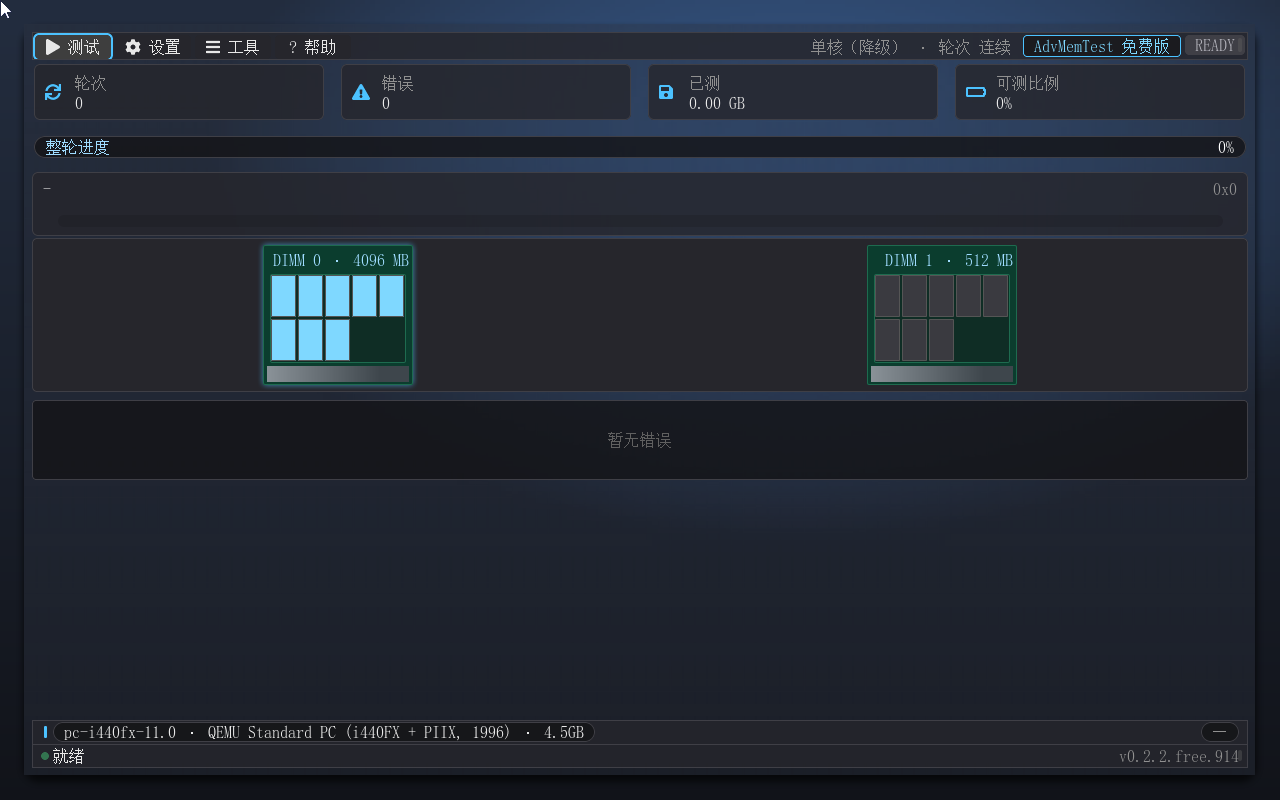 测试 设置 工具 ? 帮助 单核（降级） · 轮次 连续 AdvMemTest 免费版 READY
轮次 错误 已测 可测比例
0 0 0.00 GB 0%
整轮进度 0%
— 0x0
DIMM 0 · 4096 MB DIMM 1 · 512 MB
暂无错误
pc-i440fx-11.0 · QEMU Standard PC (i440FX + PIIX, 1996) · 4.5GB —
就绪 v0.2.2.free.914